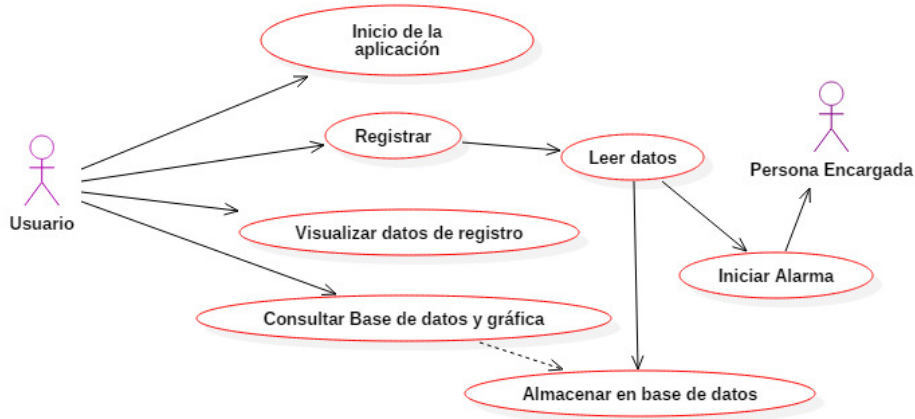 Inicio de la
aplicación
Registrar
Leer datos
Persona Encargada
Usuario
Visualizar datos de registro
Iniciar Alarma
Consultar Base de datos y gráfica
Almacenar en base de datos